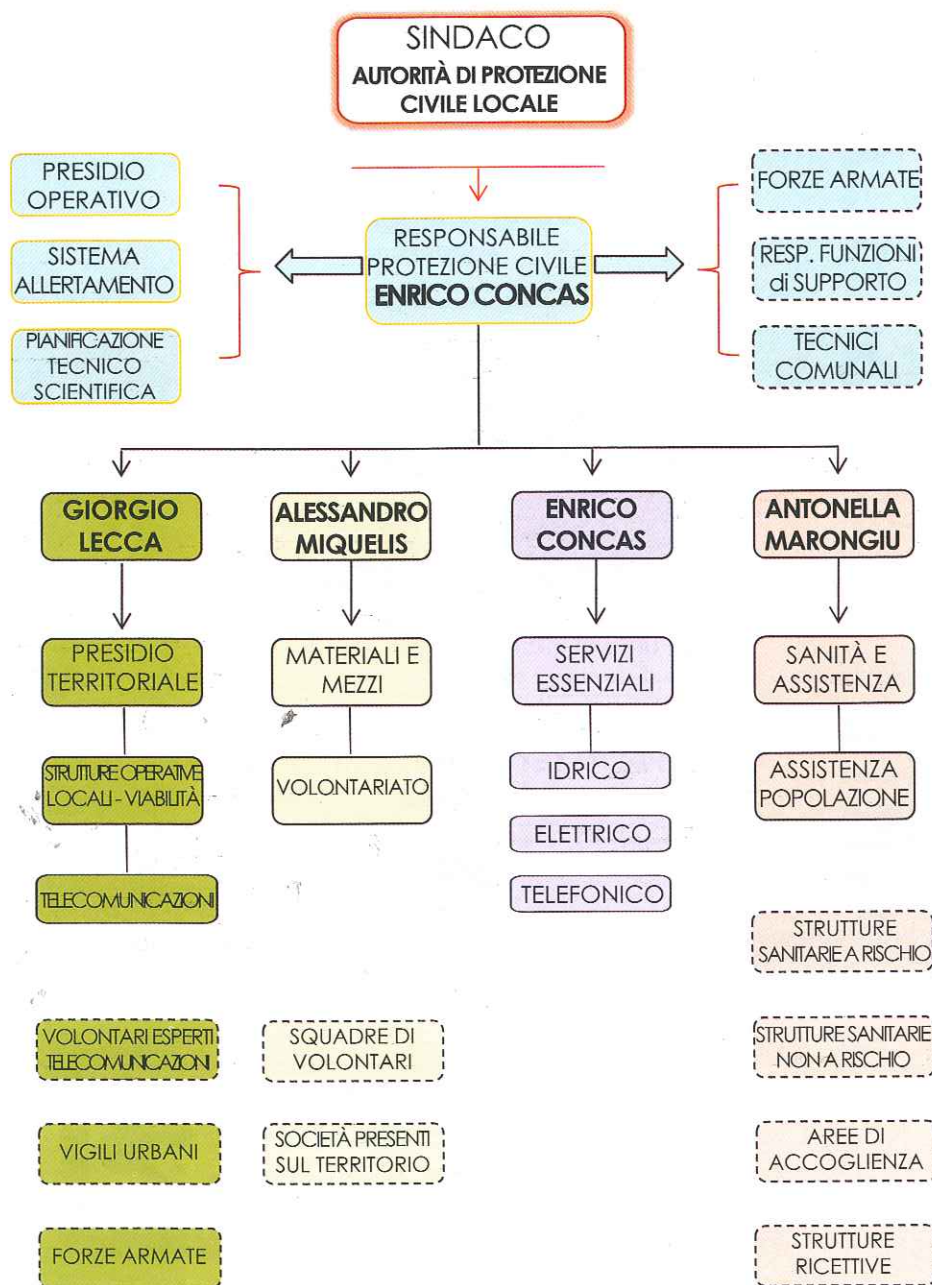 SINDACO
AUTORITÀ DI PROTEZIONE
CIVILE LOCALE
PRESIDIO
OPERATIVO
SISTEMA
ALLERTAMENTO
PIANIFICAZIONE
TECNICO
SCIENTIFICA
RESPONSABILE
PROTEZIONE CIVILE
ENRICO CONCAS
FORZE ARMATE
RESP. FUNZIONI
di SUPPORTO
TECNICI
COMUNALI
GIORGIO
LECCA
PRESIDIO
TERRITORIALE
STRUTTURE OPERATIVE
LOCALI - VIABILITÀ
TELECOMUNICAZIONI
VOLONTARI ESPERTI
TELECOMUNICAZIONI
VIGILI URBANI
FORZE ARMATE
ALESSANDRO
MIQUELIS
MATERIALI E
MEZZI
VOLONTARIATO
SQUADRE DI
VOLONTARI
SOCIETÀ PRESENTI
SUL TERRITORIO
ENRICO
CONCAS
SERVIZI
ESSENZIALI
IDRICO
ELETTRICO
TELEFONICO
ANTONELLA
MARONGIU
SANITÀ E
ASSISTENZA
ASSISTENZA
POPOLAZIONE
STRUTTURE
SANITARIE A RISCHIO
STRUTTURE SANITARIE
NON A RISCHIO
AREE DI
ACCOGLIENZA
STRUTTURE
RICETTIVE